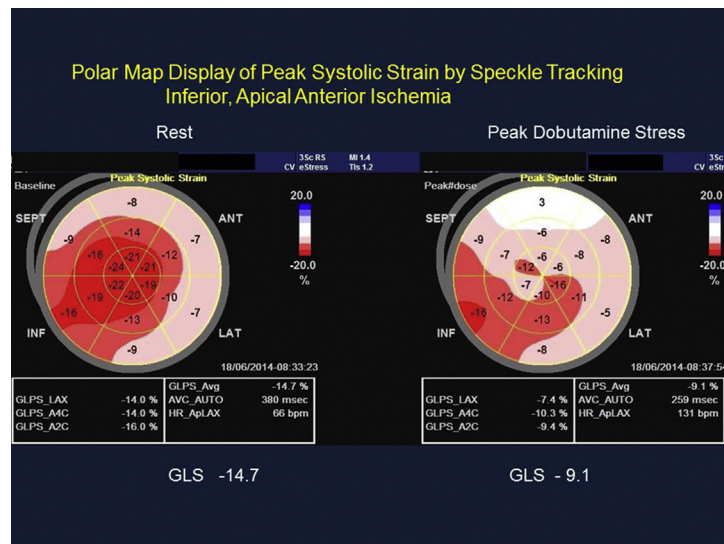 Polar Map Display of Peak Systolic Strain by Speckle Tracking
Inferior, Apical Anterior Ischemia
Rest
3Sc RS MI 1.4
CV eStress TIs 1.2
Baseline
Peak Systolic Strain
SEPT
ANT
INF
LAT
-8
-9
-7
-14
-16
-12
-21
-24
-21
-22
-19
-20
-19
-10
-16
-7
-13
-9
20.0
-20.0
%
18/06/2014-08:33:23
GLPS_LAX -14.0 %
GLPS_A4C -14.0 %
GLPS_A2C -16.0 %
GLPS_Avg -14.7 %
AVC_AUTO 380 msec
HR_ApLAX 66 bpm
GLS -14.7
Peak Dobutamine Stress
3Sc
CV eStr
Peak#dose
Peak Systolic Strain
SEPT
ANT
INF
LAT
3
-9
-8
-6
-7
-8
-6
-12
-6
-7
-16
-10
-12
-11
-16
-5
-13
-8
20.0
-20.0
%
18/06/2014-08:37:54
GLPS_LAX -7.4 %
GLPS_A4C -10.3 %
GLPS_A2C -9.4 %
GLPS_Avg -9.1 %
AVC_AUTO 259 msec
HR_ApLAX 131 bpm
GLS - 9.1